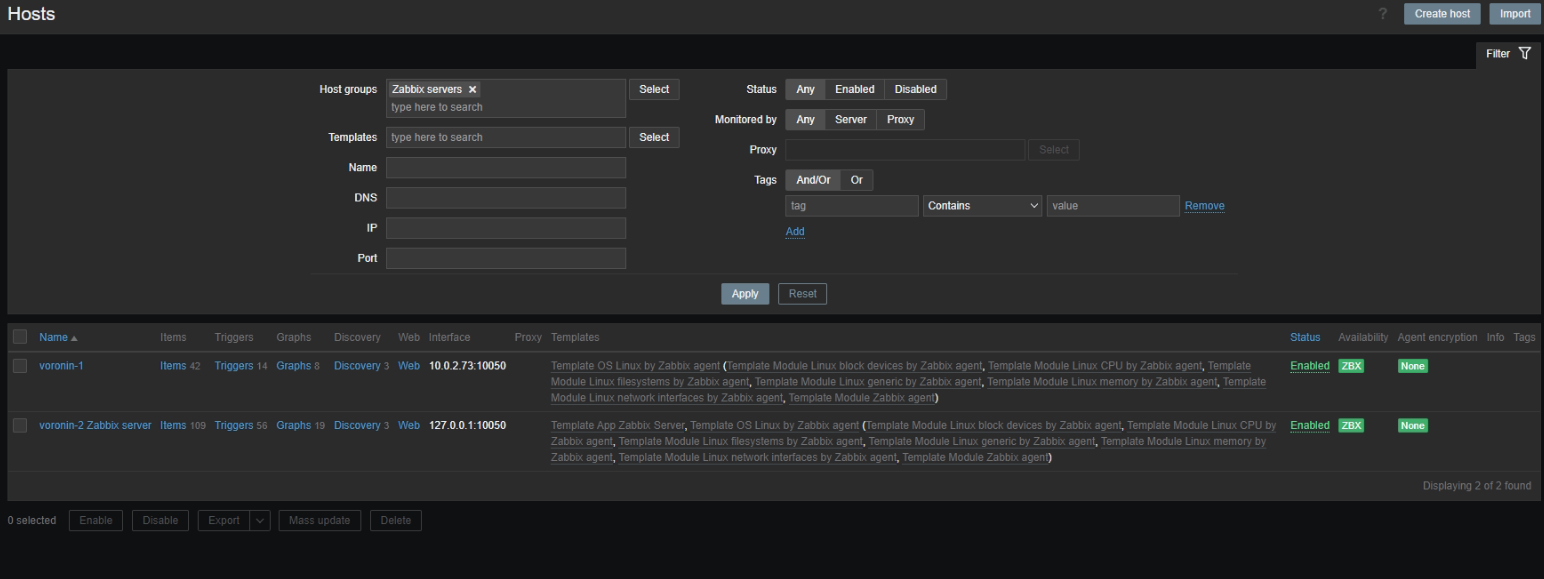 Hosts
? Create host Import
Filter
Host groups Zabbix servers × Select
type here to search
Templates type here to search Select
Name
DNS
IP
Port
Status Any Enabled Disabled
Monitored by Any Server Proxy
Proxy Select
Tags And/Or Or
tag Contains value Remove
Add
Apply Reset
Name Items Triggers Graphs Discovery Web Interface Proxy Templates Status Availability Agent encryption Info Tags
voronin-1 Items 42 Triggers 14 Graphs 8 Discovery 3 Web 10.0.2.73:10050 Template OS Linux by Zabbix agent (Template Module Linux block devices by Zabbix agent, Template Module Linux CPU by Zabbix agent, Template Enabled ZBX None
Module Linux filesystems by Zabbix agent, Template Module Linux generic by Zabbix agent, Template Module Linux memory by Zabbix agent, Template
Module Linux network interfaces by Zabbix agent, Template Module Zabbix agent)
voronin-2 Zabbix server Items 109 Triggers 56 Graphs 19 Discovery 3 Web 127.0.0.1:10050 Template App Zabbix Server, Template OS Linux by Zabbix agent (Template Module Linux block devices by Zabbix agent, Template Module Linux CPU by Enabled ZBX None
Zabbix agent, Template Module Linux filesystems by Zabbix agent, Template Module Linux generic by Zabbix agent, Template Module Linux memory by
Zabbix agent, Template Module Linux network interfaces by Zabbix agent, Template Module Zabbix agent)
Displaying 2 of 2 found
0 selected Enable Disable Export Mass update Delete